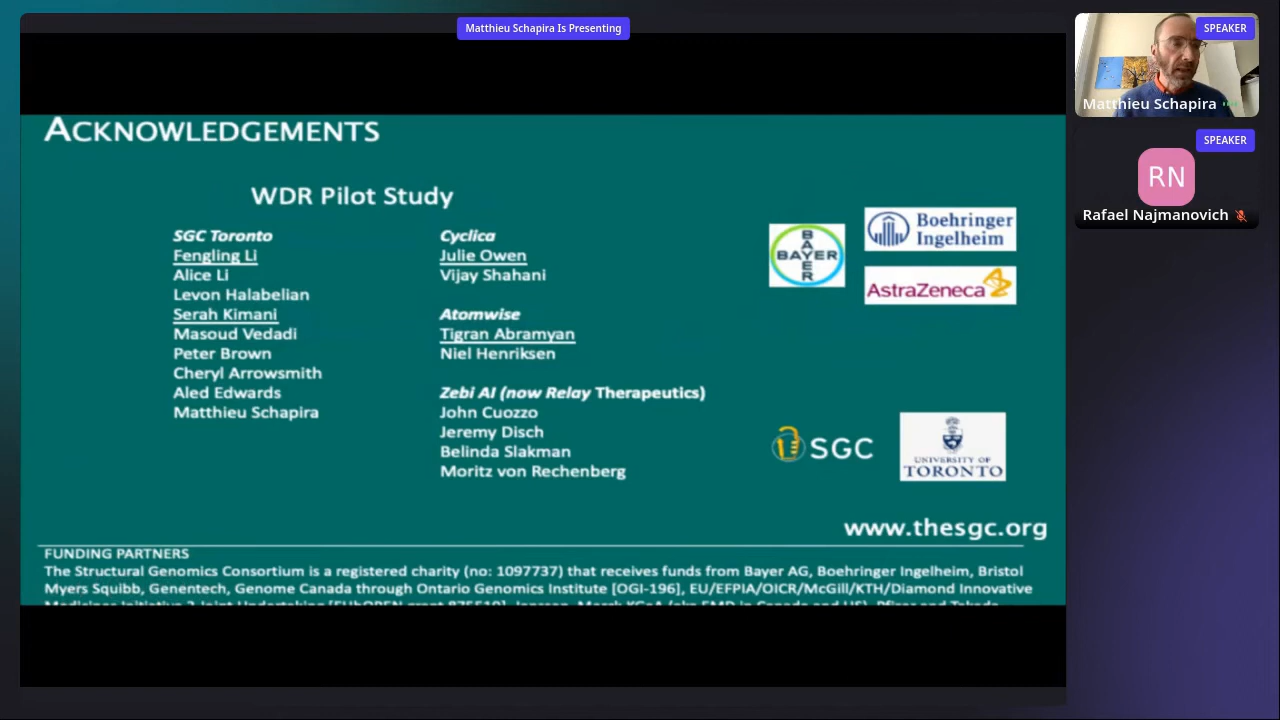 Matthieu Schapira Is Presenting
ACKNOWLEDGEMENTS
WDR Pilot Study
SGC Toronto
Fengling Li
Alice Li
Levon Halabelian
Serah Kimani
Masoud Vedadi
Peter Brown
Cheryl Arrowsmith
Aled Edwards
Matthieu Schapira
Cyclica
Julie Owen
Vijay Shahani
Atomwise
Tigran Abramyan
Niel Henriksen
Zebi AI (now Relay Therapeutics)
John Cuozzo
Jeremy Disch
Belinda Slakman
Moritz von Rechenberg
BAYER
BAYER
Boehringer
Ingelheim
AstraZeneca
SGC
UNIVERSITY OF
TORONTO
www.thesgc.org
FUNDING PARTNERS
The Structural Genomics Consortium is a registered charity (no: 1097737) that receives funds from Bayer AG, Boehringer Ingelheim, Bristol
Myers Squibb, Genentech, Genome Canada through Ontario Genomics Institute [OGI-196], EU/EFPIA/OICR/McGill/KTH/Diamond Innovative
SPEAKER
Matthieu Schapira
SPEAKER
RN
Rafael Najmanovich